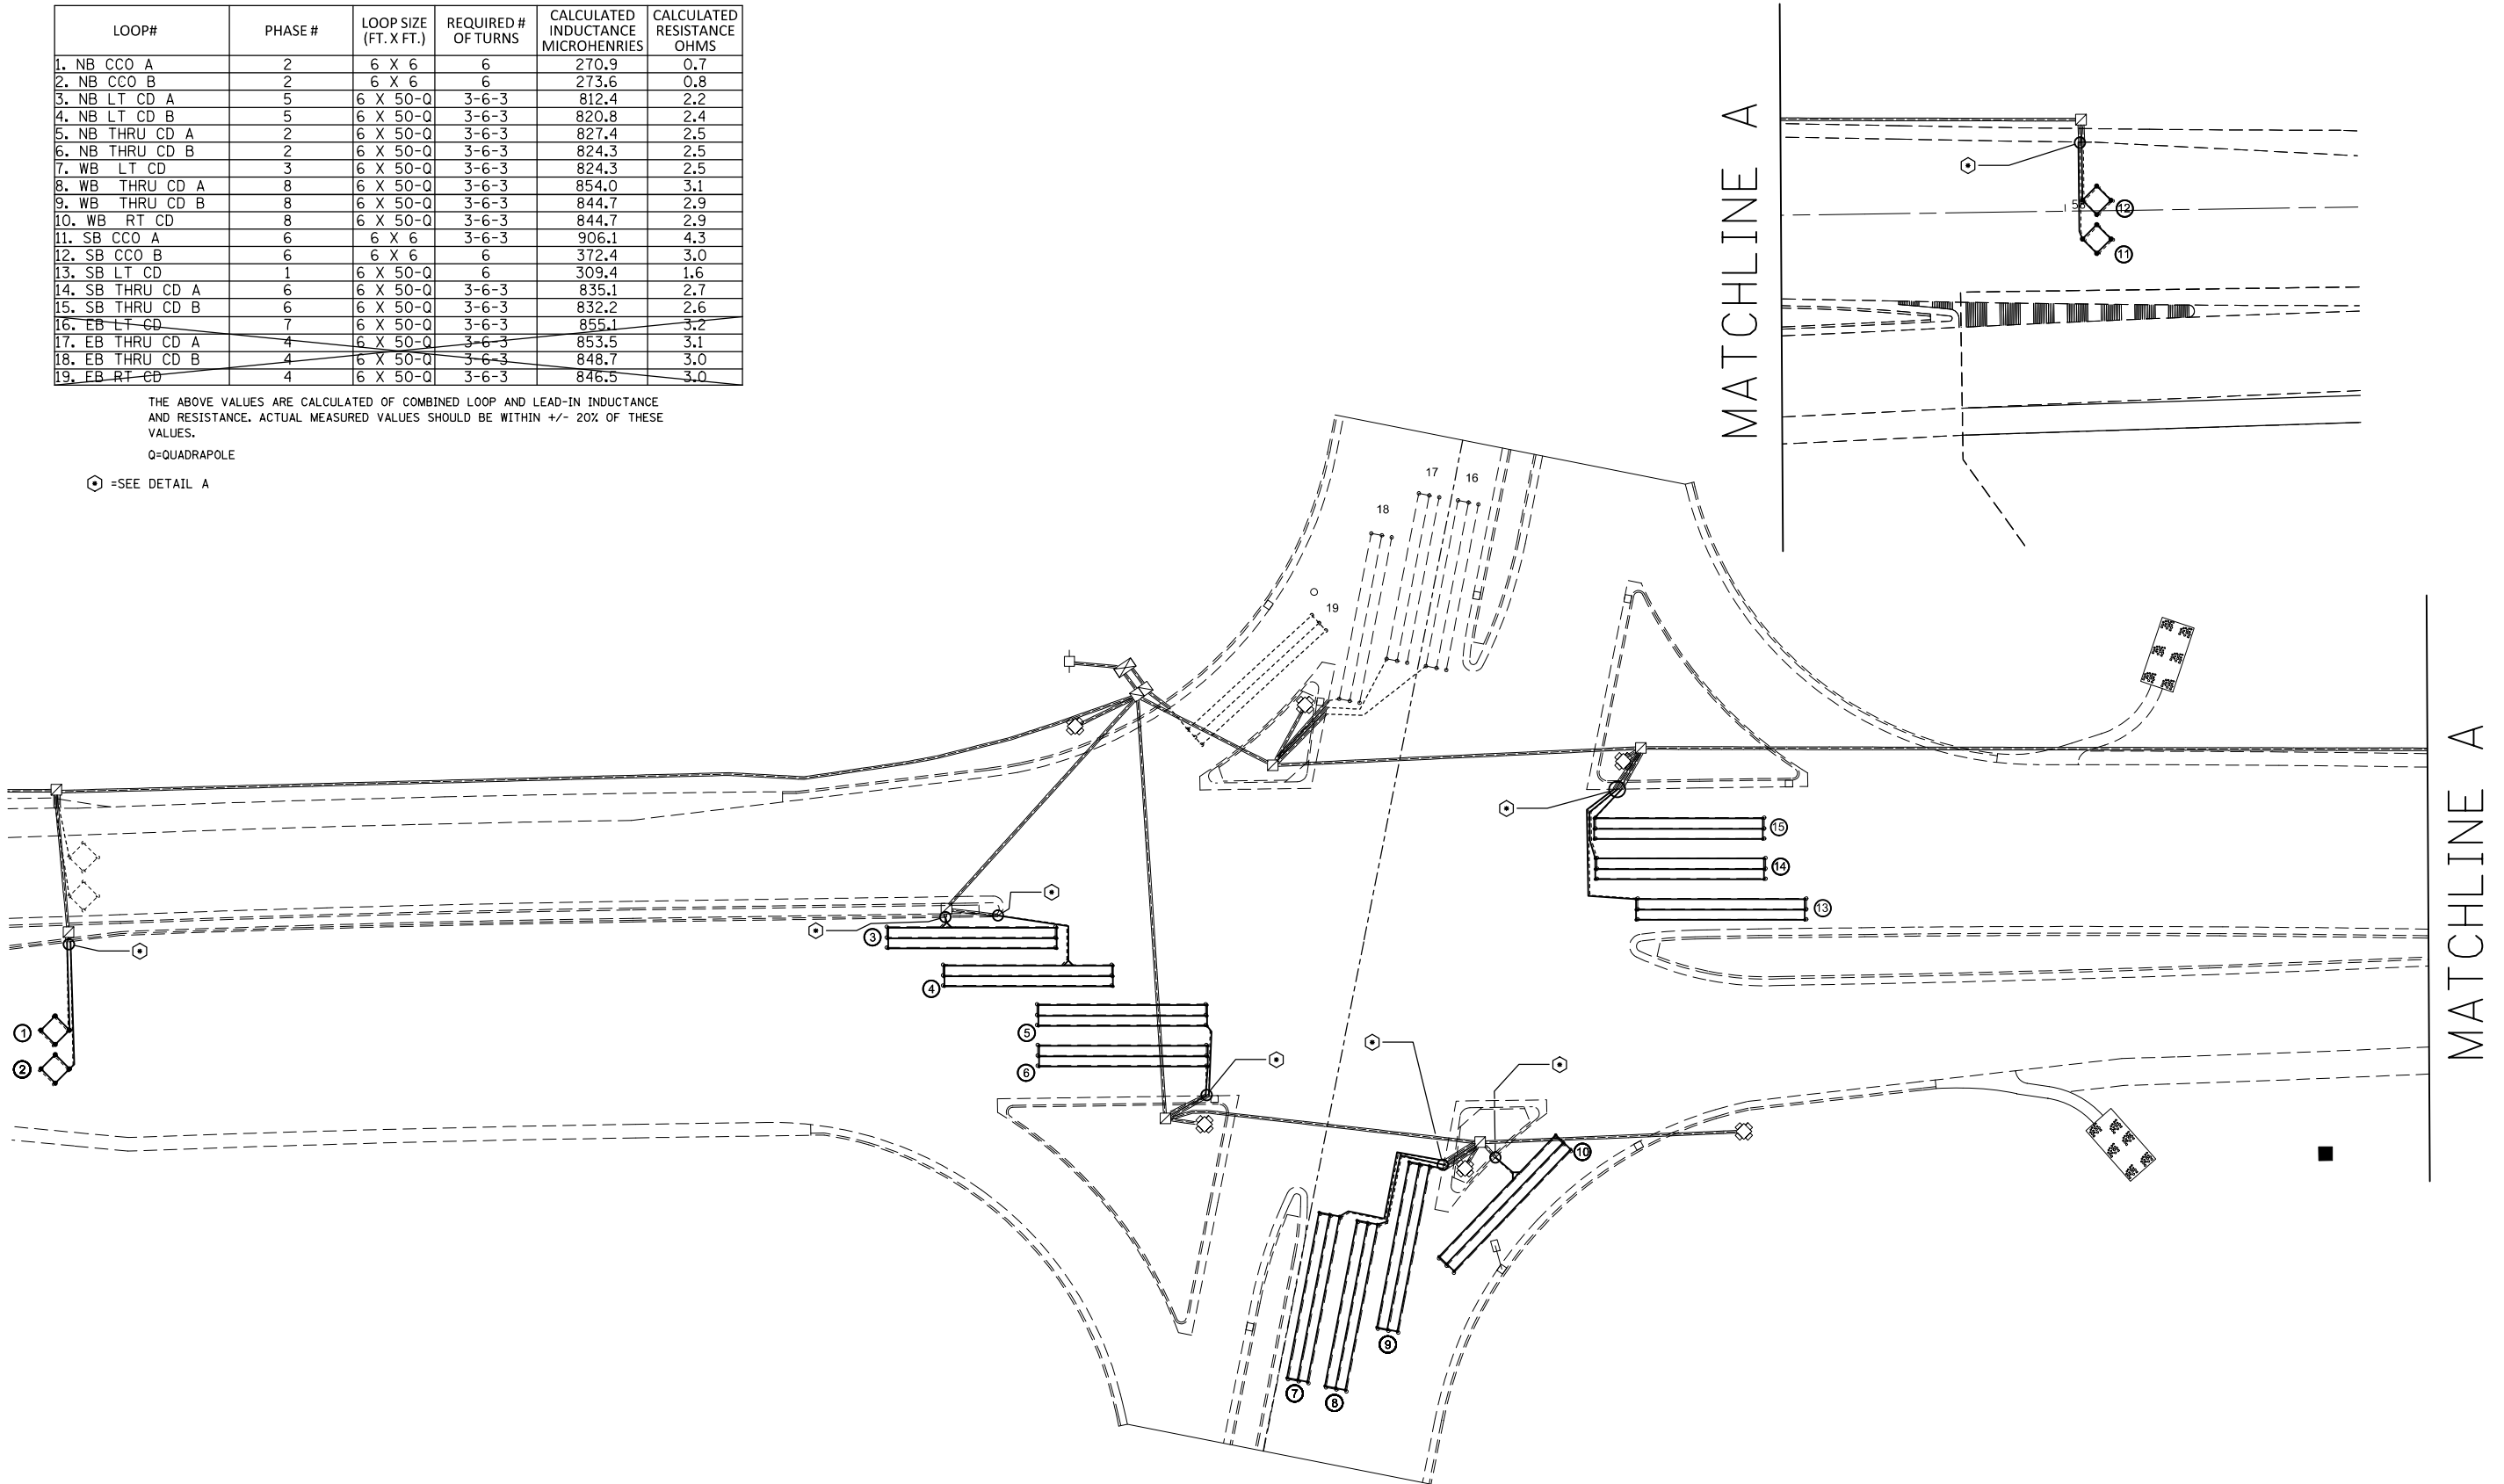 LOOP# PHASE # LOOP SIZE (FT. X FT.) REQUIRED # OF TURNS CALCULATED INDUCTANCE MICROHENRIES CALCULATED RESISTANCE OHMS
1. NB CCO A 2 6 X 6 6 270.9 0.7
2. NB CCO B 2 6 X 6 6 273.6 0.8
3. NB LT CD A 5 6 X 50-Q 3-6-3 812.4 2.2
4. NB LT CD B 5 6 X 50-Q 3-6-3 820.8 2.4
5. NB THRU CD A 2 6 X 50-Q 3-6-3 827.4 2.5
6. NB THRU CD B 2 6 X 50-Q 3-6-3 824.3 2.5
7. WB LT CD 3 6 X 50-Q 3-6-3 824.3 2.5
8. WB THRU CD A 8 6 X 50-Q 3-6-3 854.0 3.1
9. WB THRU CD B 8 6 X 50-Q 3-6-3 844.7 2.9
10. WB RT CD 8 6 X 50-Q 3-6-3 844.7 2.9
11. SB CCO A 6 6 X 6 3-6-3 906.1 4.3
12. SB CCO B 6 6 X 6 6 372.4 3.0
13. SB LT CD 1 6 X 50-Q 6 309.4 1.6
14. SB THRU CD A 6 6 X 50-Q 3-6-3 835.1 2.7
15. SB THRU CD B 6 6 X 50-Q 3-6-3 832.2 2.6
16. EB LT CD 7 6 X 50-Q 3-6-3 855.1 3.2
17. EB THRU CD A 4 6 X 50-Q 3-6-3 853.5 3.1
18. EB THRU CD B 4 6 X 50-Q 3-6-3 848.7 3.0
19. EB RT CD 4 6 X 50-Q 3-6-3 846.5 3.0
THE ABOVE VALUES ARE CALCULATED OF COMBINED LOOP AND LEAD-IN INDUCTANCE
AND RESISTANCE. ACTUAL MEASURED VALUES SHOULD BE WITHIN +/- 20% OF THESE
VALUES.
Q=QUADRAPOLE
=SEE DETAIL A
MATCHLINE A
12
11
17
16
18
19
MATCHLINE A
15
14
13
3
4
5
6
1
2
10
9
7
8